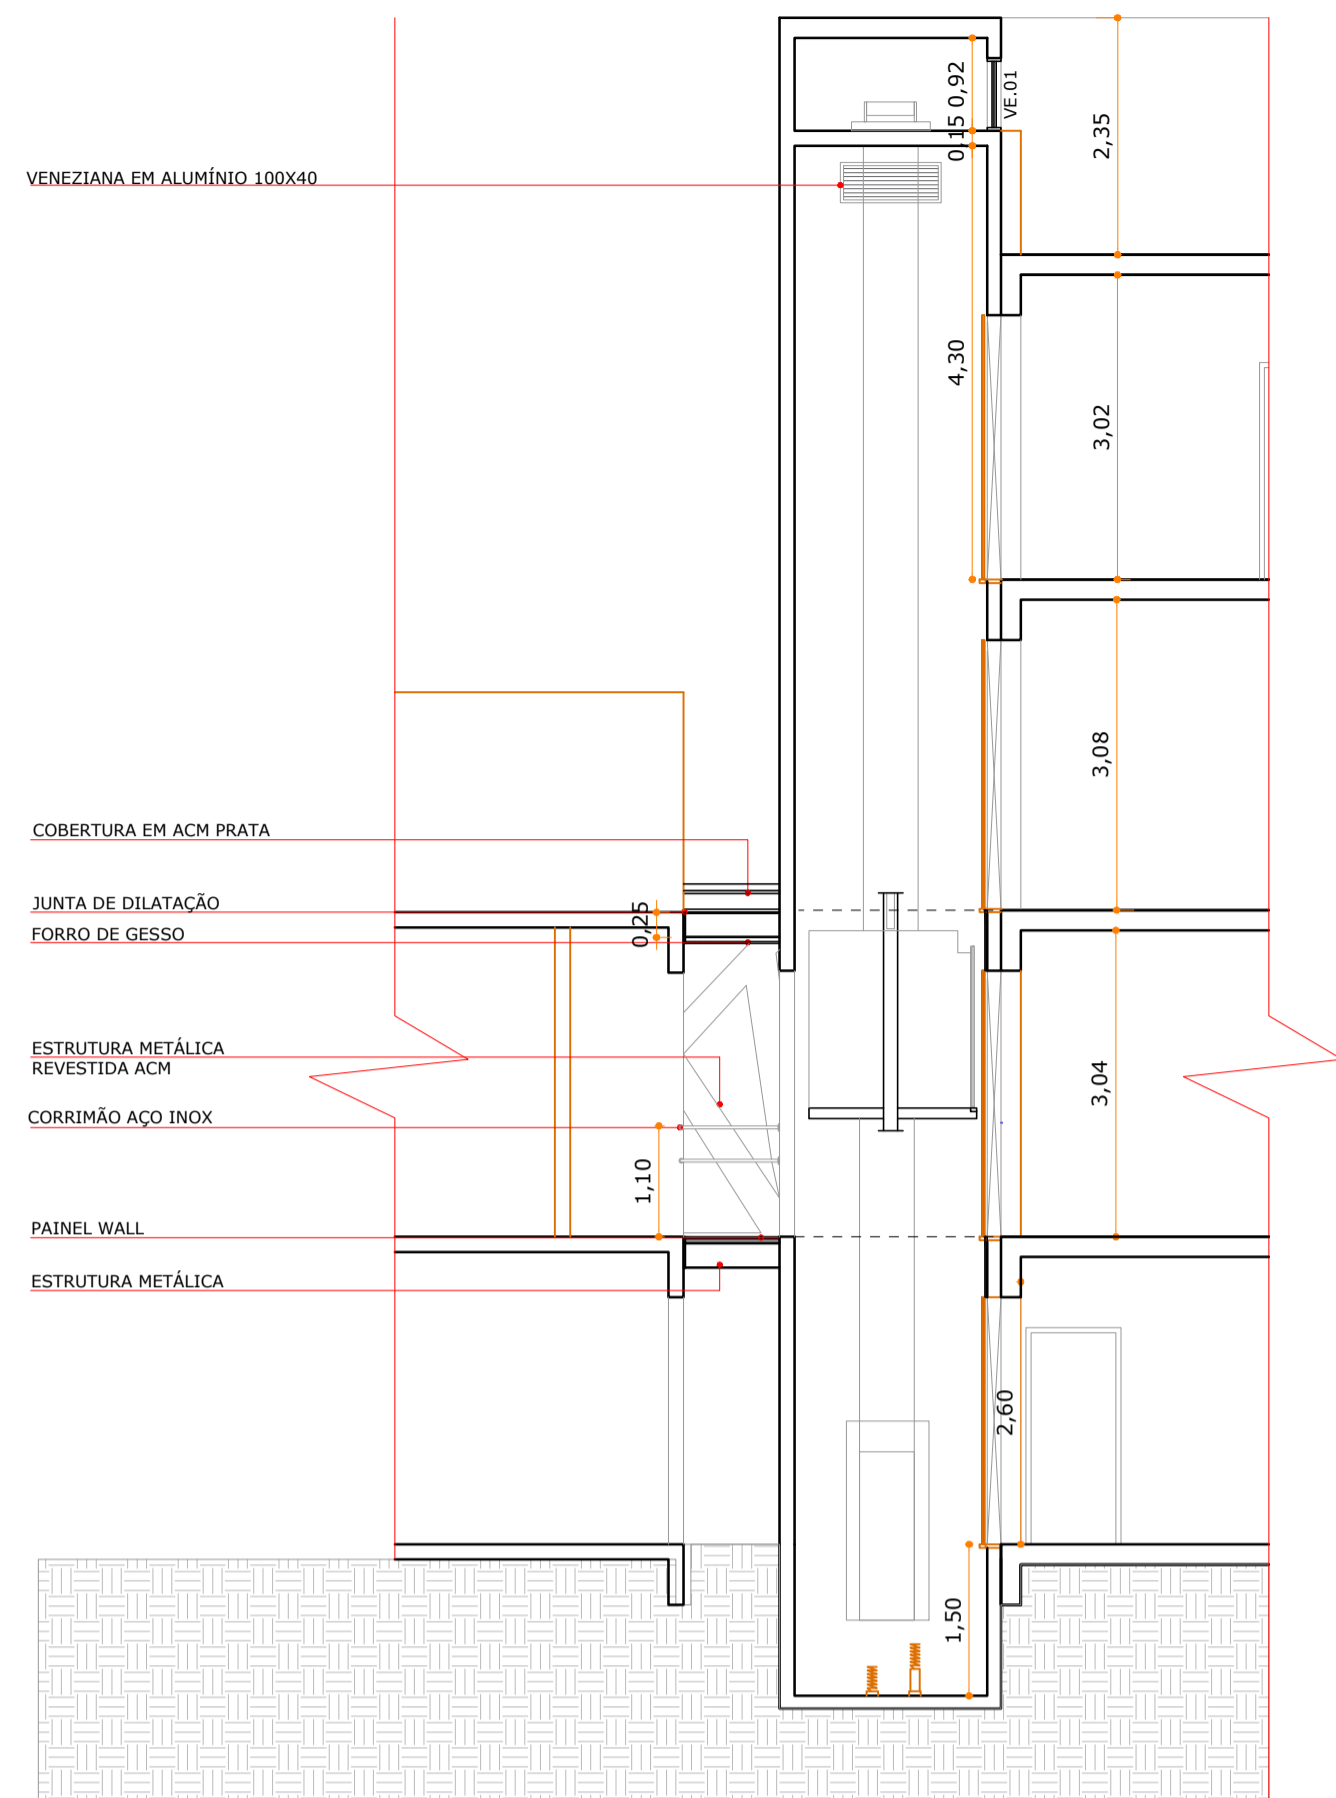 0,92
VE.01
0,15
2,35
VENEZIANA EM ALUMÍNIO 100X40
4,30
3,02
3,08
COBERTURA EM ACM PRATA
JUNTA DE DILATAÇÃO
0,25
FORRO DE GESSO
ESTRUTURA METÁLICA
REVESTIDA ACM
3,04
CORRIMÃO AÇO INOX
1,10
PAINEL WALL
ESTRUTURA METÁLICA
2,60
1,50